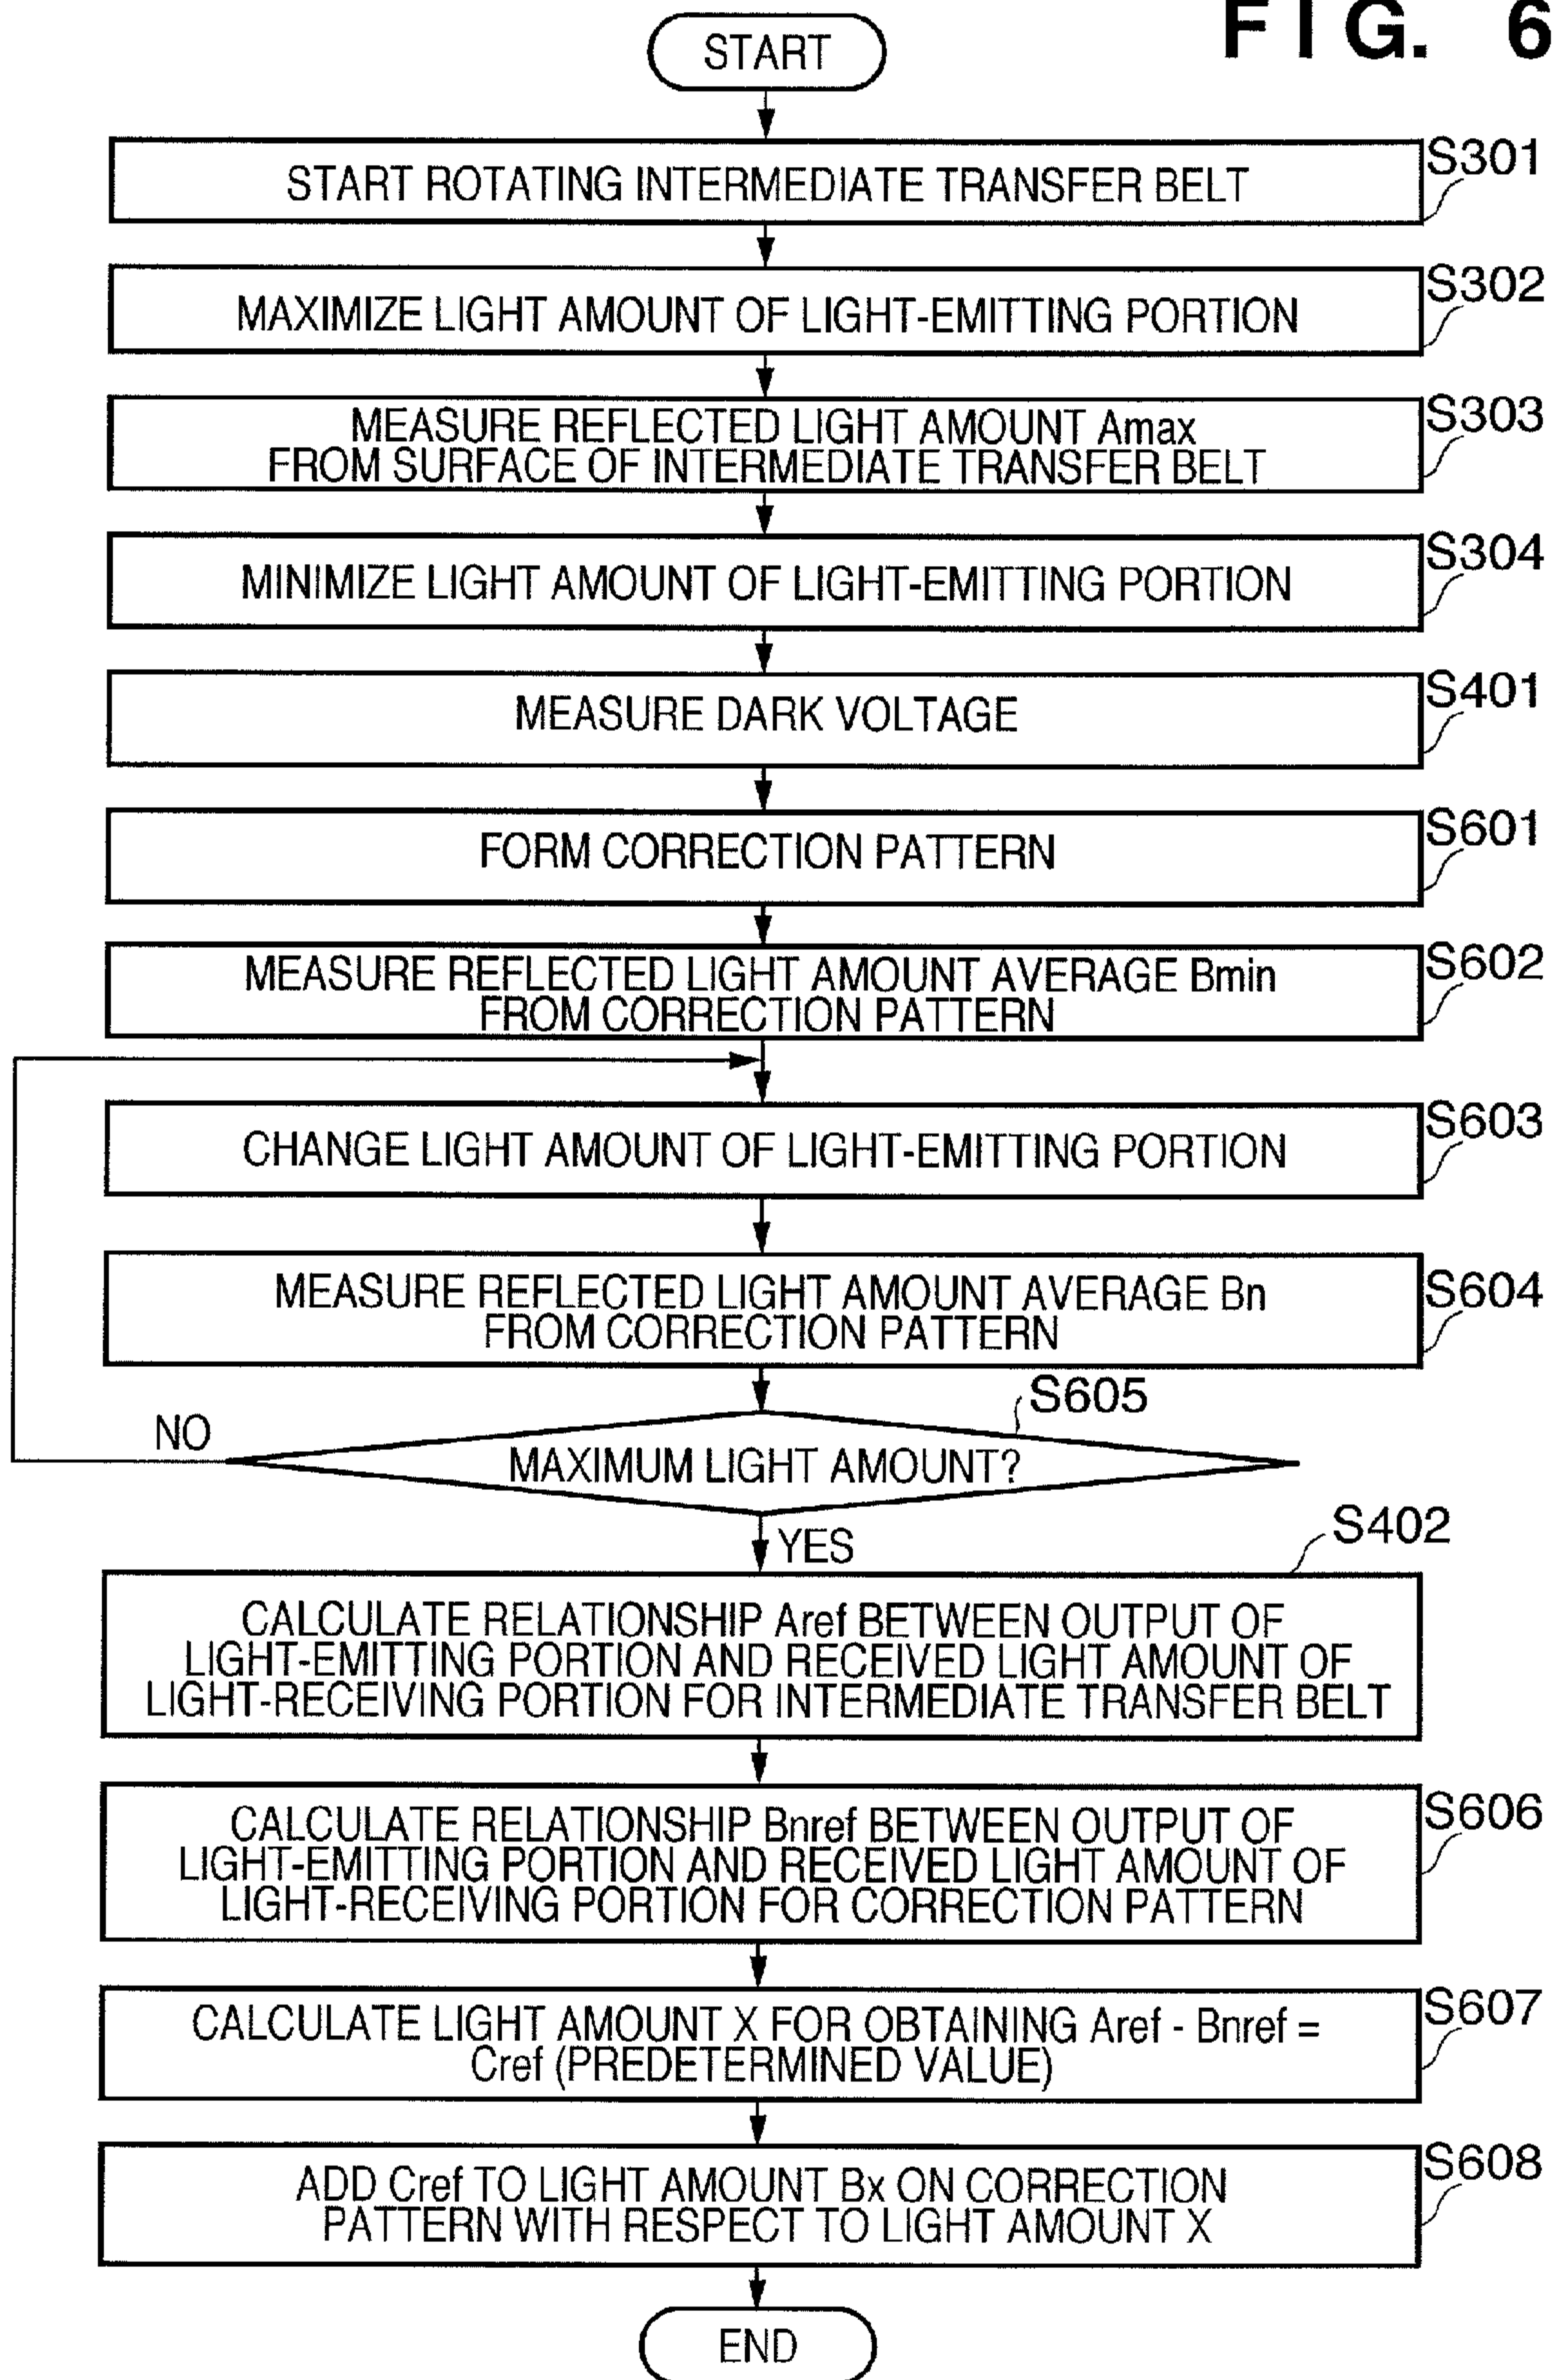 FIG. 6
START
S301
START ROTATING INTERMEDIATE TRANSFER BELT
S302
MAXIMIZE LIGHT AMOUNT OF LIGHT-EMITTING PORTION
S303
MEASURE REFLECTED LIGHT AMOUNT Amax
FROM SURFACE OF INTERMEDIATE TRANSFER BELT
S304
MINIMIZE LIGHT AMOUNT OF LIGHT-EMITTING PORTION
S401
MEASURE DARK VOLTAGE
S601
FORM CORRECTION PATTERN
S602
MEASURE REFLECTED LIGHT AMOUNT AVERAGE Bmin
FROM CORRECTION PATTERN
S603
CHANGE LIGHT AMOUNT OF LIGHT-EMITTING PORTION
S604
MEASURE REFLECTED LIGHT AMOUNT AVERAGE Bn
FROM CORRECTION PATTERN
S605
NO
MAXIMUM LIGHT AMOUNT?
YES
S402
CALCULATE RELATIONSHIP Aref BETWEEN OUTPUT OF
LIGHT-EMITTING PORTION AND RECEIVED LIGHT AMOUNT OF
LIGHT-RECEIVING PORTION FOR INTERMEDIATE TRANSFER BELT
S606
CALCULATE RELATIONSHIP Bnref BETWEEN OUTPUT OF
LIGHT-EMITTING PORTION AND RECEIVED LIGHT AMOUNT OF
LIGHT-RECEIVING PORTION FOR CORRECTION PATTERN
S607
CALCULATE LIGHT AMOUNT X FOR OBTAINING Aref - Bnref =
Cref (PREDETERMINED VALUE)
S608
ADD Cref TO LIGHT AMOUNT Bx ON CORRECTION
PATTERN WITH RESPECT TO LIGHT AMOUNT X
END